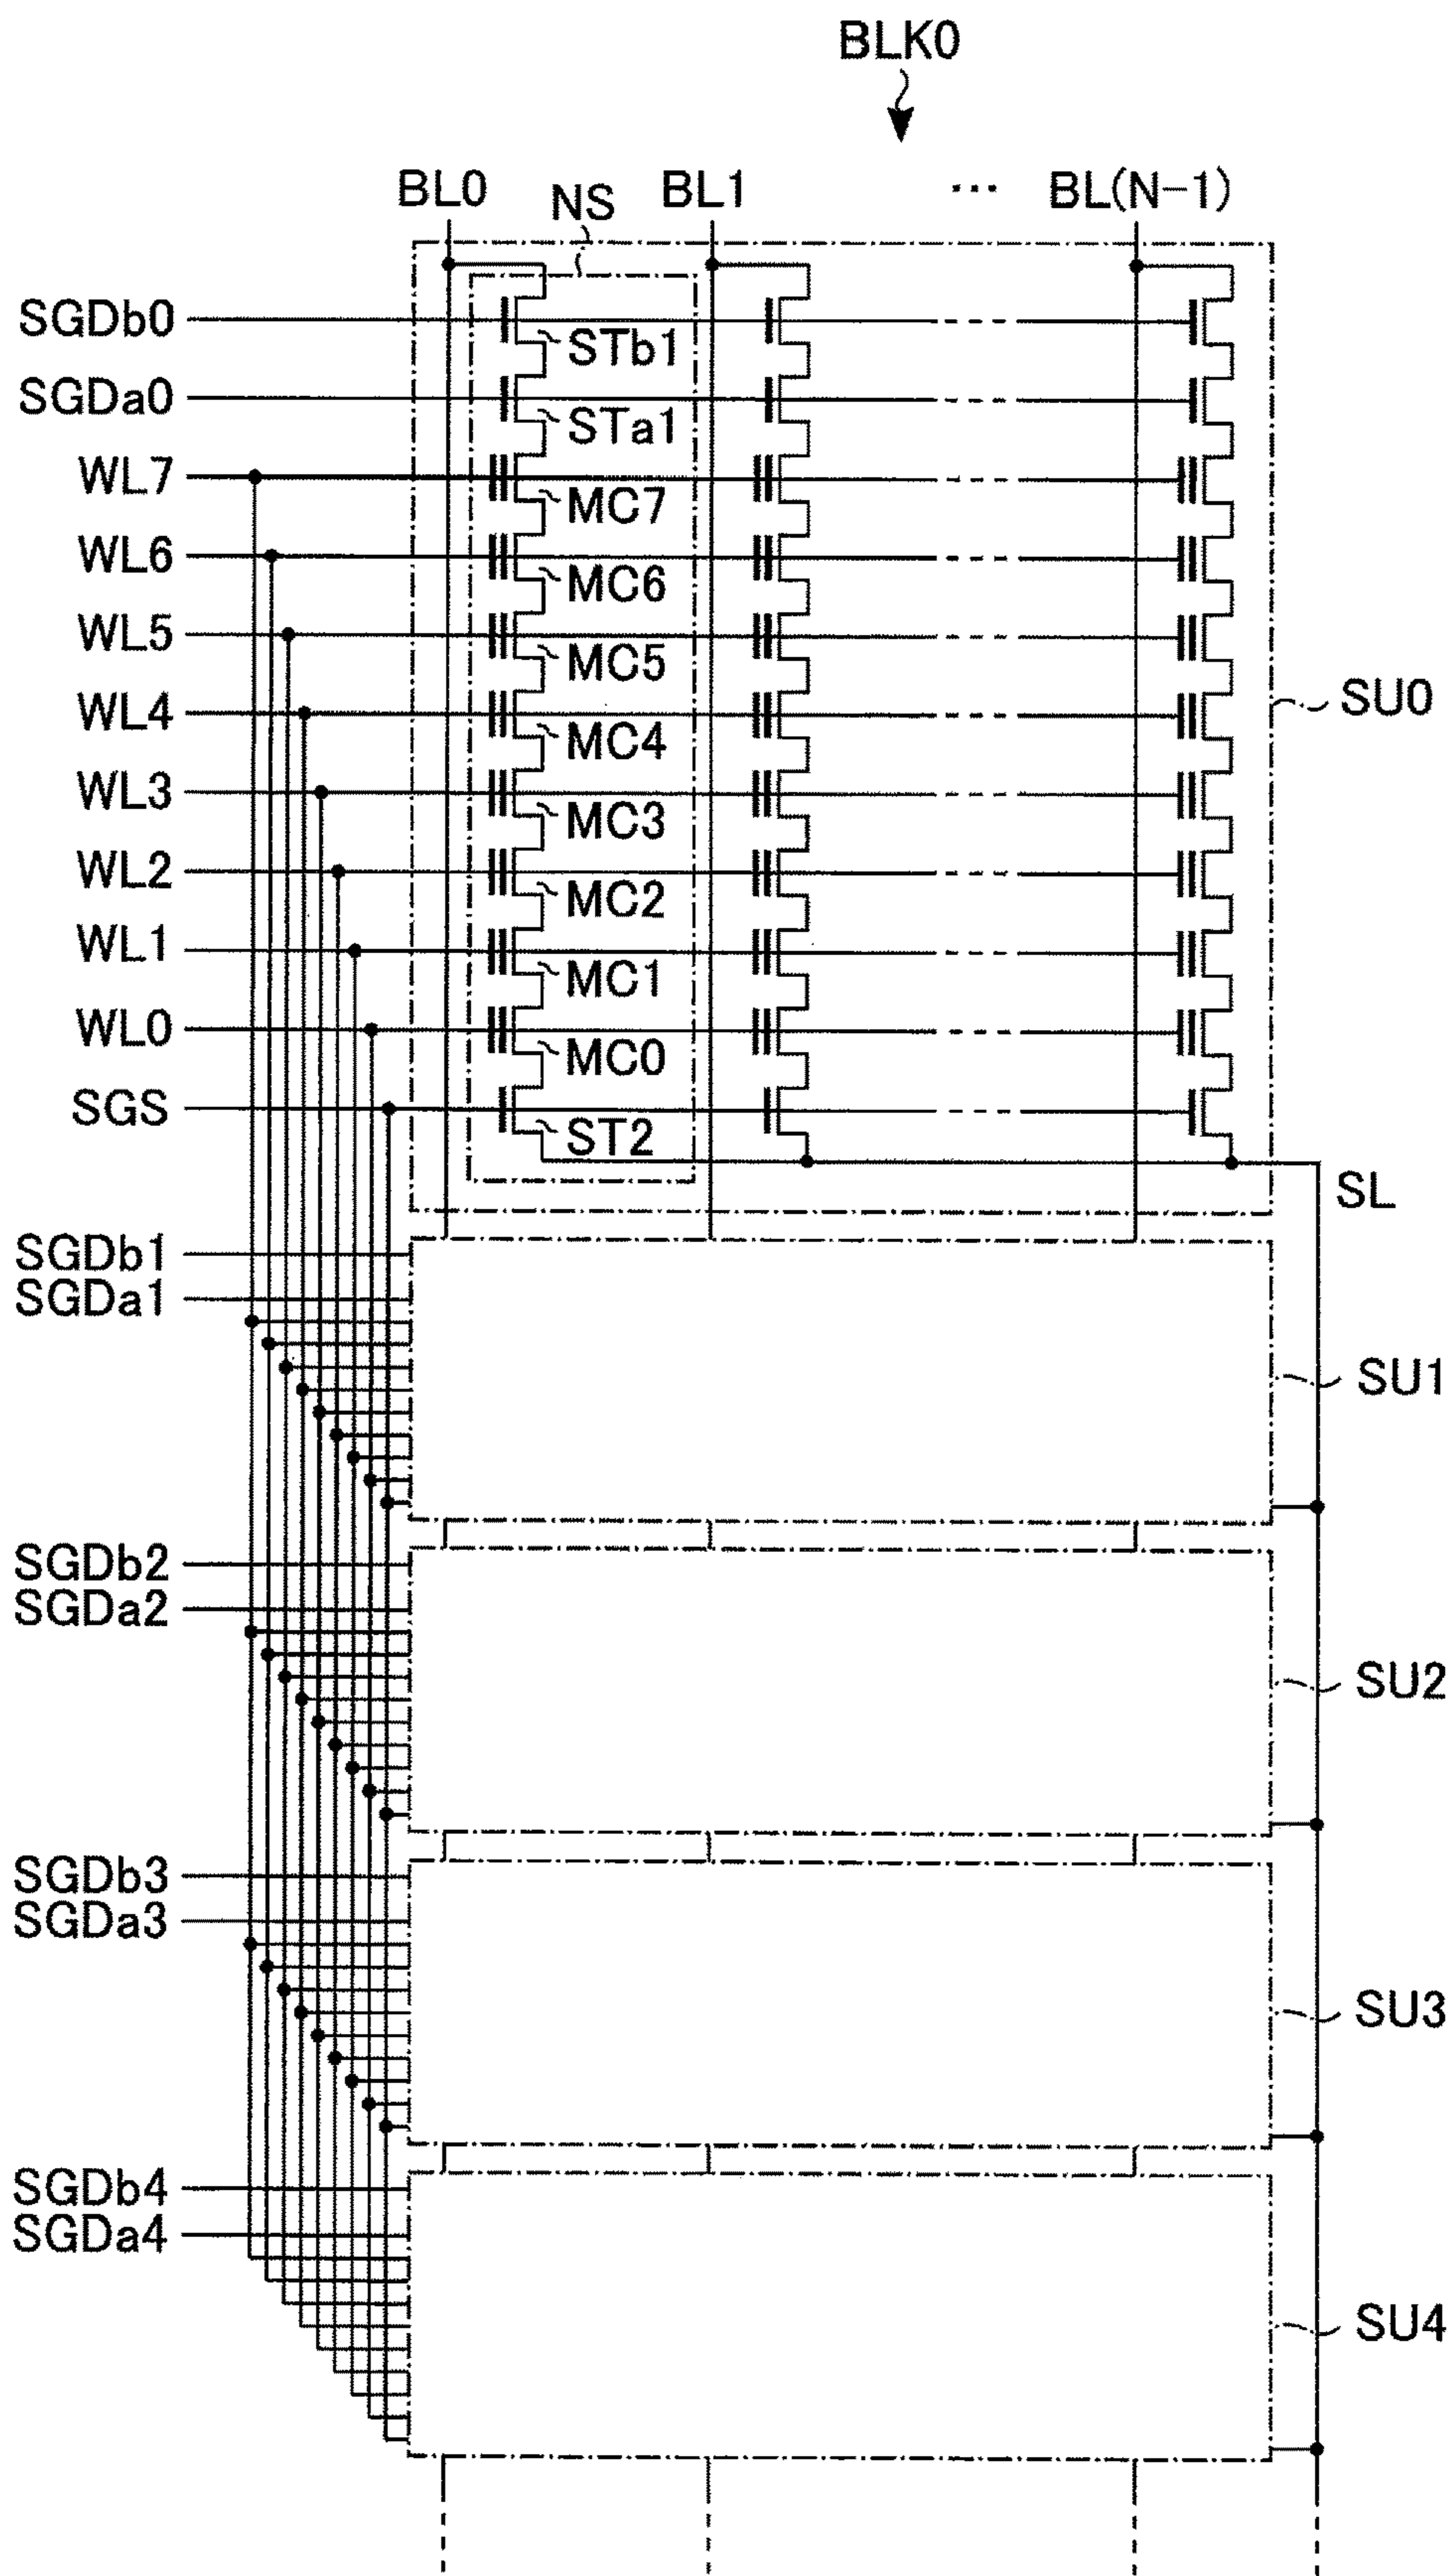 BLK0
BL0 NS BL1 ... BL(N-1)
SGDb0
STb1
SGDa0
STa1
WL7
MC7
WL6
MC6
WL5
MC5
SU0
WL4
MC4
WL3
MC3
WL2
MC2
WL1
MC1
WL0
MC0
SGS
ST2
SL
SGDb1
SGDa1
SU1
SGDb2
SGDa2
SU2
SGDb3
SGDa3
SU3
SGDb4
SGDa4
SU4